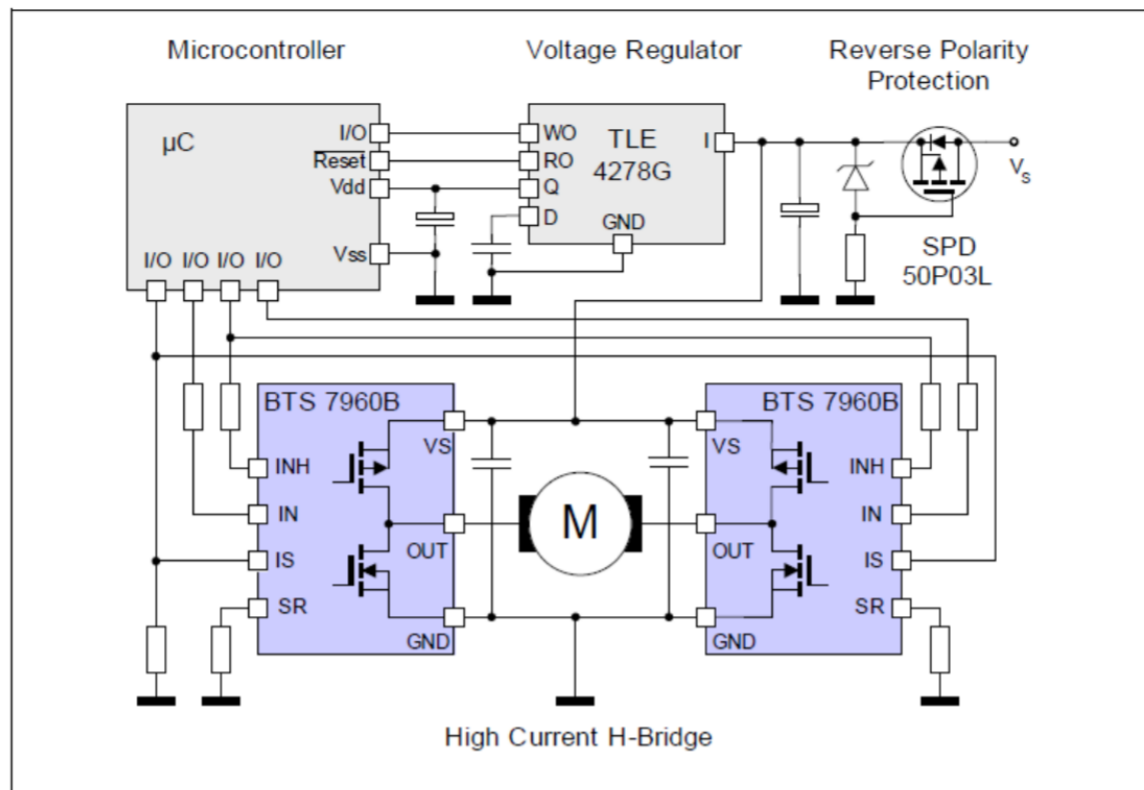 Microcontroller
Voltage Regulator
Reverse Polarity
Protection
µC
I/O
Reset
Vdd
Vss
I/O I/O I/O I/O
WO
RO
Q
D
TLE
4278G
I
GND
V_S
SPD
50P03L
BTS 7960B
VS
INH
IN
IS
SR
OUT
GND
M
BTS 7960B
VS
INH
IN
IS
SR
OUT
GND
High Current H-Bridge